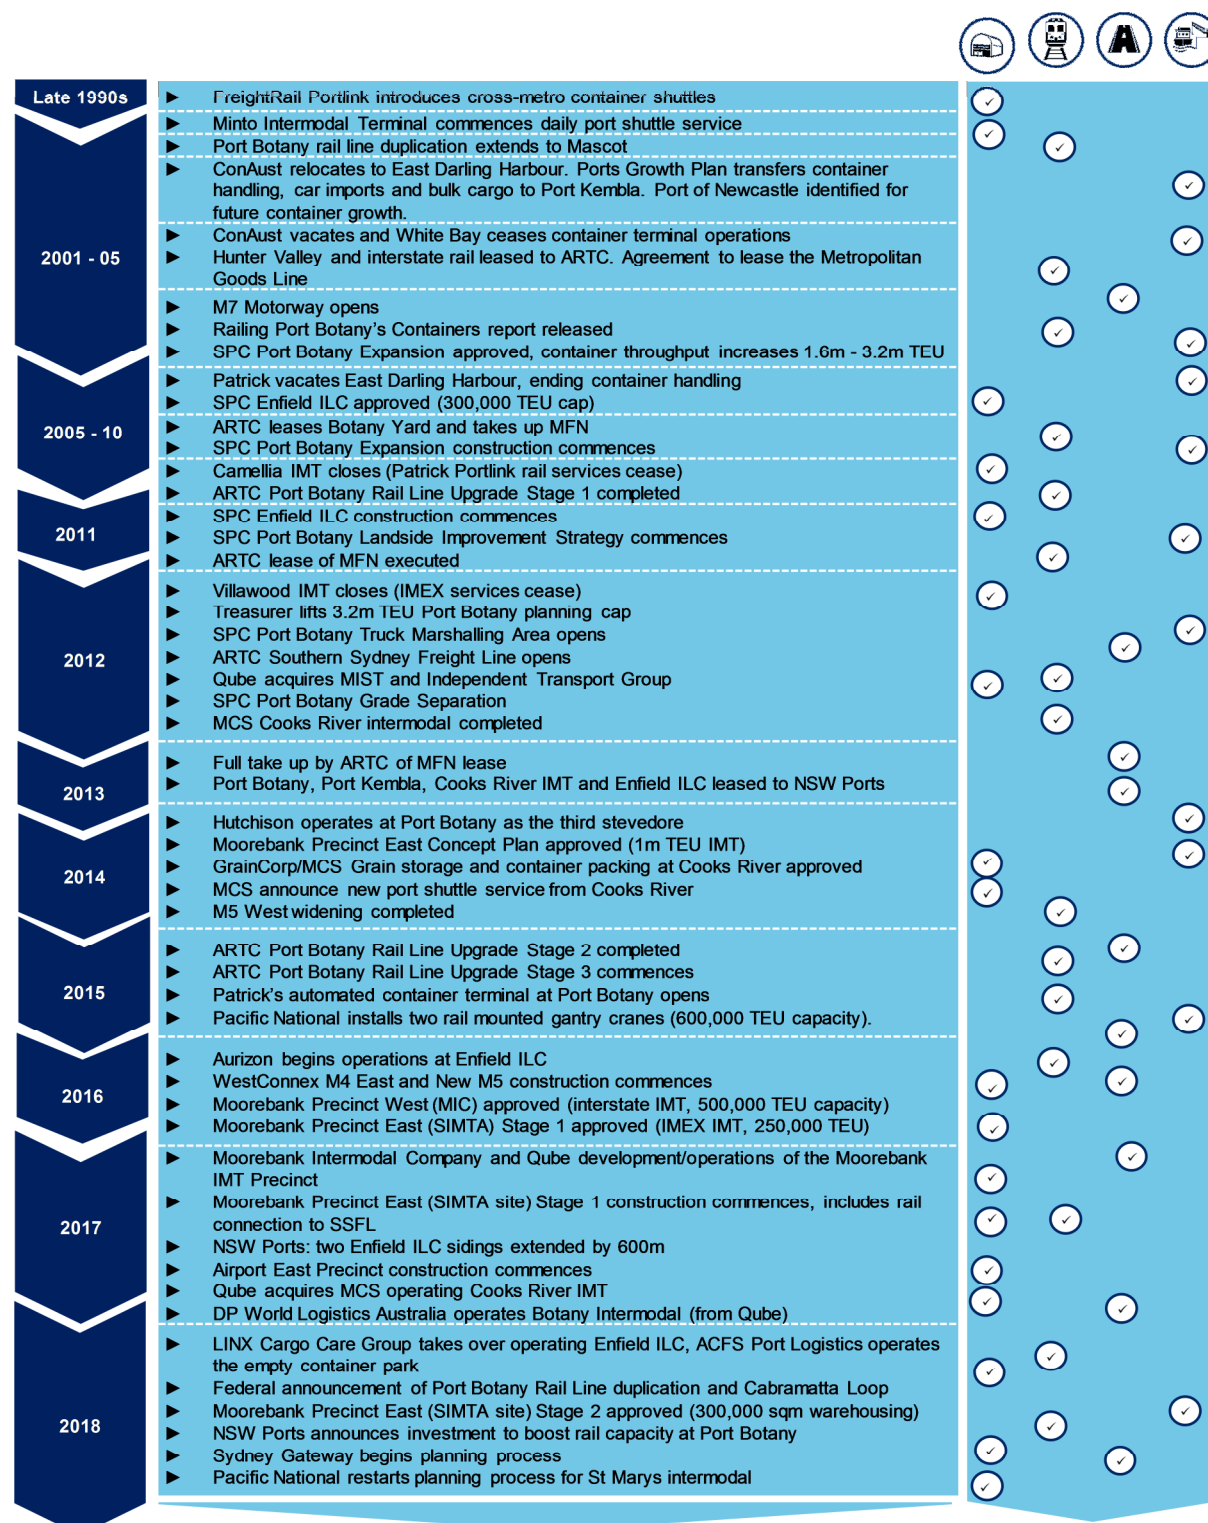 Late 1990s
► FreightRail Portlink introduces cross-metro container shuttles
2001 - 05
► Minto Intermodal Terminal commences daily port shuttle service
► Port Botany rail line duplication extends to Mascot
► ConAust relocates to East Darling Harbour. Ports Growth Plan transfers container
handling, car imports and bulk cargo to Port Kembla. Port of Newcastle identified for
future container growth.
► ConAust vacates and White Bay ceases container terminal operations
► Hunter Valley and interstate rail leased to ARTC. Agreement to lease the Metropolitan
Goods Line
► M7 Motorway opens
► Railing Port Botany's Containers report released
► SPC Port Botany Expansion approved, container throughput increases 1.6m - 3.2m TEU
2005 - 10
► Patrick vacates East Darling Harbour, ending container handling
► SPC Enfield ILC approved (300,000 TEU cap)
► ARTC leases Botany Yard and takes up MFN
► SPC Port Botany Expansion construction commences
► Camellia IMT closes (Patrick Portlink rail services cease)
► ARTC Port Botany Rail Line Upgrade Stage 1 completed
2011
► SPC Enfield ILC construction commences
► SPC Port Botany Landside Improvement Strategy commences
► ARTC lease of MFN executed
2012
► Villawood IMT closes (IMEX services cease)
► Treasurer lifts 3.2m TEU Port Botany planning cap
► SPC Port Botany Truck Marshalling Area opens
► ARTC Southern Sydney Freight Line opens
► Qube acquires MIST and Independent Transport Group
► SPC Port Botany Grade Separation
► MCS Cooks River intermodal completed
2013
► Full take up by ARTC of MFN lease
► Port Botany, Port Kembla, Cooks River IMT and Enfield ILC leased to NSW Ports
2014
► Hutchison operates at Port Botany as the third stevedore
► Moorebank Precinct East Concept Plan approved (1m TEU IMT)
► GrainCorp/MCS Grain storage and container packing at Cooks River approved
► MCS announce new port shuttle service from Cooks River
► M5 West widening completed
2015
► ARTC Port Botany Rail Line Upgrade Stage 2 completed
► ARTC Port Botany Rail Line Upgrade Stage 3 commences
► Patrick's automated container terminal at Port Botany opens
► Pacific National installs two rail mounted gantry cranes (600,000 TEU capacity).
2016
► Aurizon begins operations at Enfield ILC
► WestConnex M4 East and New M5 construction commences
► Moorebank Precinct West (MIC) approved (interstate IMT, 500,000 TEU capacity)
► Moorebank Precinct East (SIMTA) Stage 1 approved (IMEX IMT, 250,000 TEU)
2017
► Moorebank Intermodal Company and Qube development/operations of the Moorebank
IMT Precinct
► Moorebank Precinct East (SIMTA site) Stage 1 construction commences, includes rail
connection to SSFL
► NSW Ports: two Enfield ILC sidings extended by 600m
► Airport East Precinct construction commences
► Qube acquires MCS operating Cooks River IMT
► DP World Logistics Australia operates Botany Intermodal (from Qube)
2018
► LINX Cargo Care Group takes over operating Enfield ILC, ACFS Port Logistics operates
the empty container park
► Federal announcement of Port Botany Rail Line duplication and Cabramatta Loop
► Moorebank Precinct East (SIMTA site) Stage 2 approved (300,000 sqm warehousing)
► NSW Ports announces investment to boost rail capacity at Port Botany
► Sydney Gateway begins planning process
► Pacific National restarts planning process for St Marys intermodal